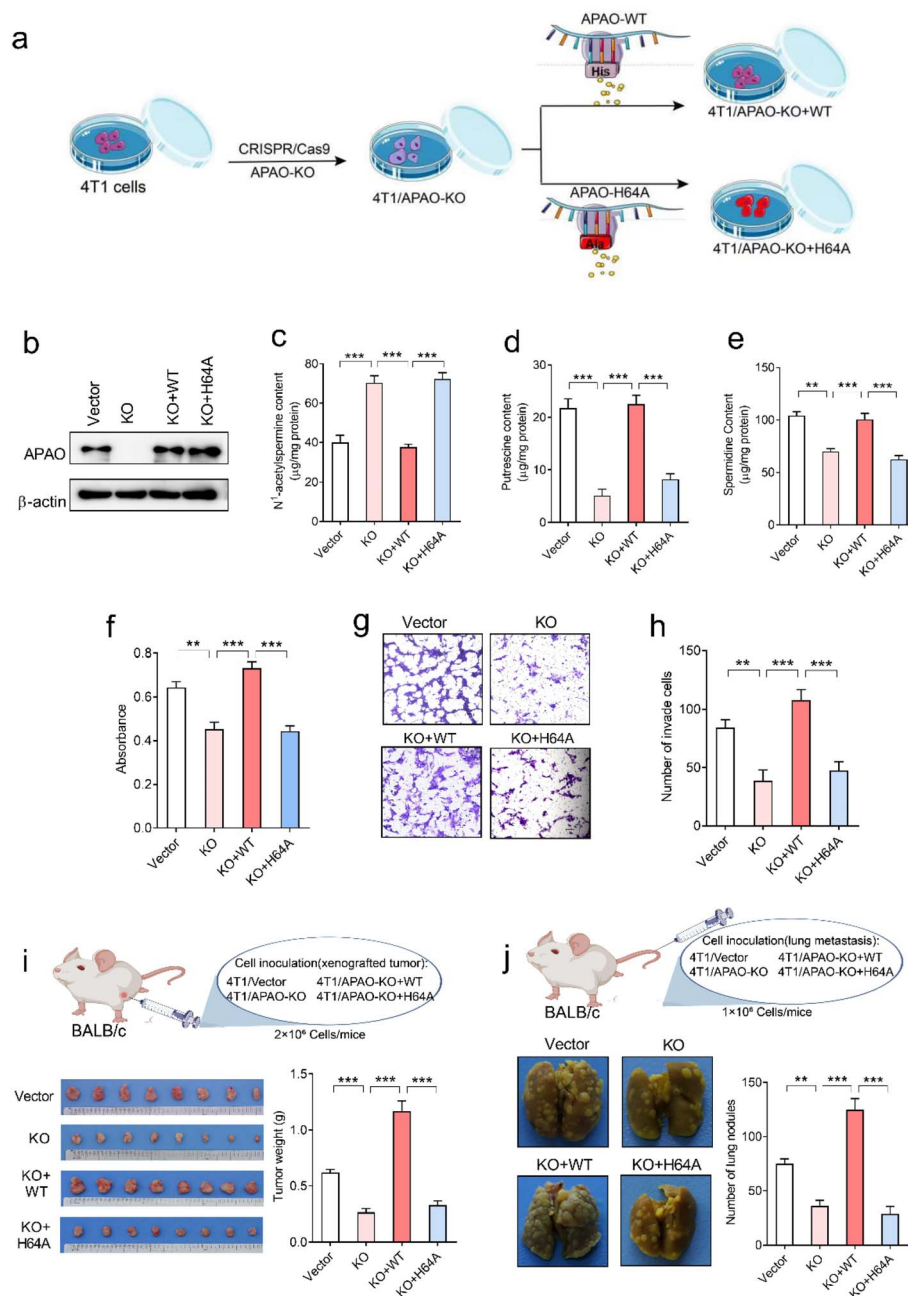 a
APAO-WT
His
4T1/APAO-KO+WT
CRISPR/Cas9
APAO-KO
4T1 cells
4T1/APAO-KO
APAO-H64A
Ala
4T1/APAO-KO+H64A
b
Vector
KO
KO+WT
KO+H64A
APAO
β-actin
c
N¹-acetylspermine content
(μg/mg protein)
80
60
40
20
0
*** *** ***
Vector
KO
KO+WT
KO+H64A
d
Putrescine content
(μg/mg protein)
30
20
10
0
*** *** ***
Vector
KO
KO+WT
KO+H64A
e
Spermidine Content
(μg/mg protein)
150
100
50
0
** *** ***
Vector
KO
KO+WT
KO+H64A
f
Absorbance
0.8
0.6
0.4
0.2
0.0
** *** ***
Vector
KO
KO+WT
KO+H64A
g
Vector
KO
KO+WT
KO+H64A
h
Number of invade cells
150
100
50
0
** *** ***
Vector
KO
KO+WT
KO+H64A
i
Cell inoculation(xenografted tumor):
4T1/Vector 4T1/APAO-KO+WT
4T1/APAO-KO 4T1/APAO-KO+H64A
BALB/c
2×10⁶ Cells/mice
Vector
KO
KO+
WT
KO+
H64A
Tumor weight (g)
1.5
1.0
0.5
0.0
*** *** ***
Vector
KO
KO+WT
KO+H64A
j
Cell inoculation(lung metastasis):
4T1/Vector 4T1/APAO-KO+WT
4T1/APAO-KO 4T1/APAO-KO+H64A
BALB/c
1×10⁶ Cells/mice
Vector
KO
KO+WT
KO+H64A
Number of lung nodules
150
100
50
0
** *** ***
Vector
KO
KO+WT
KO+H64A